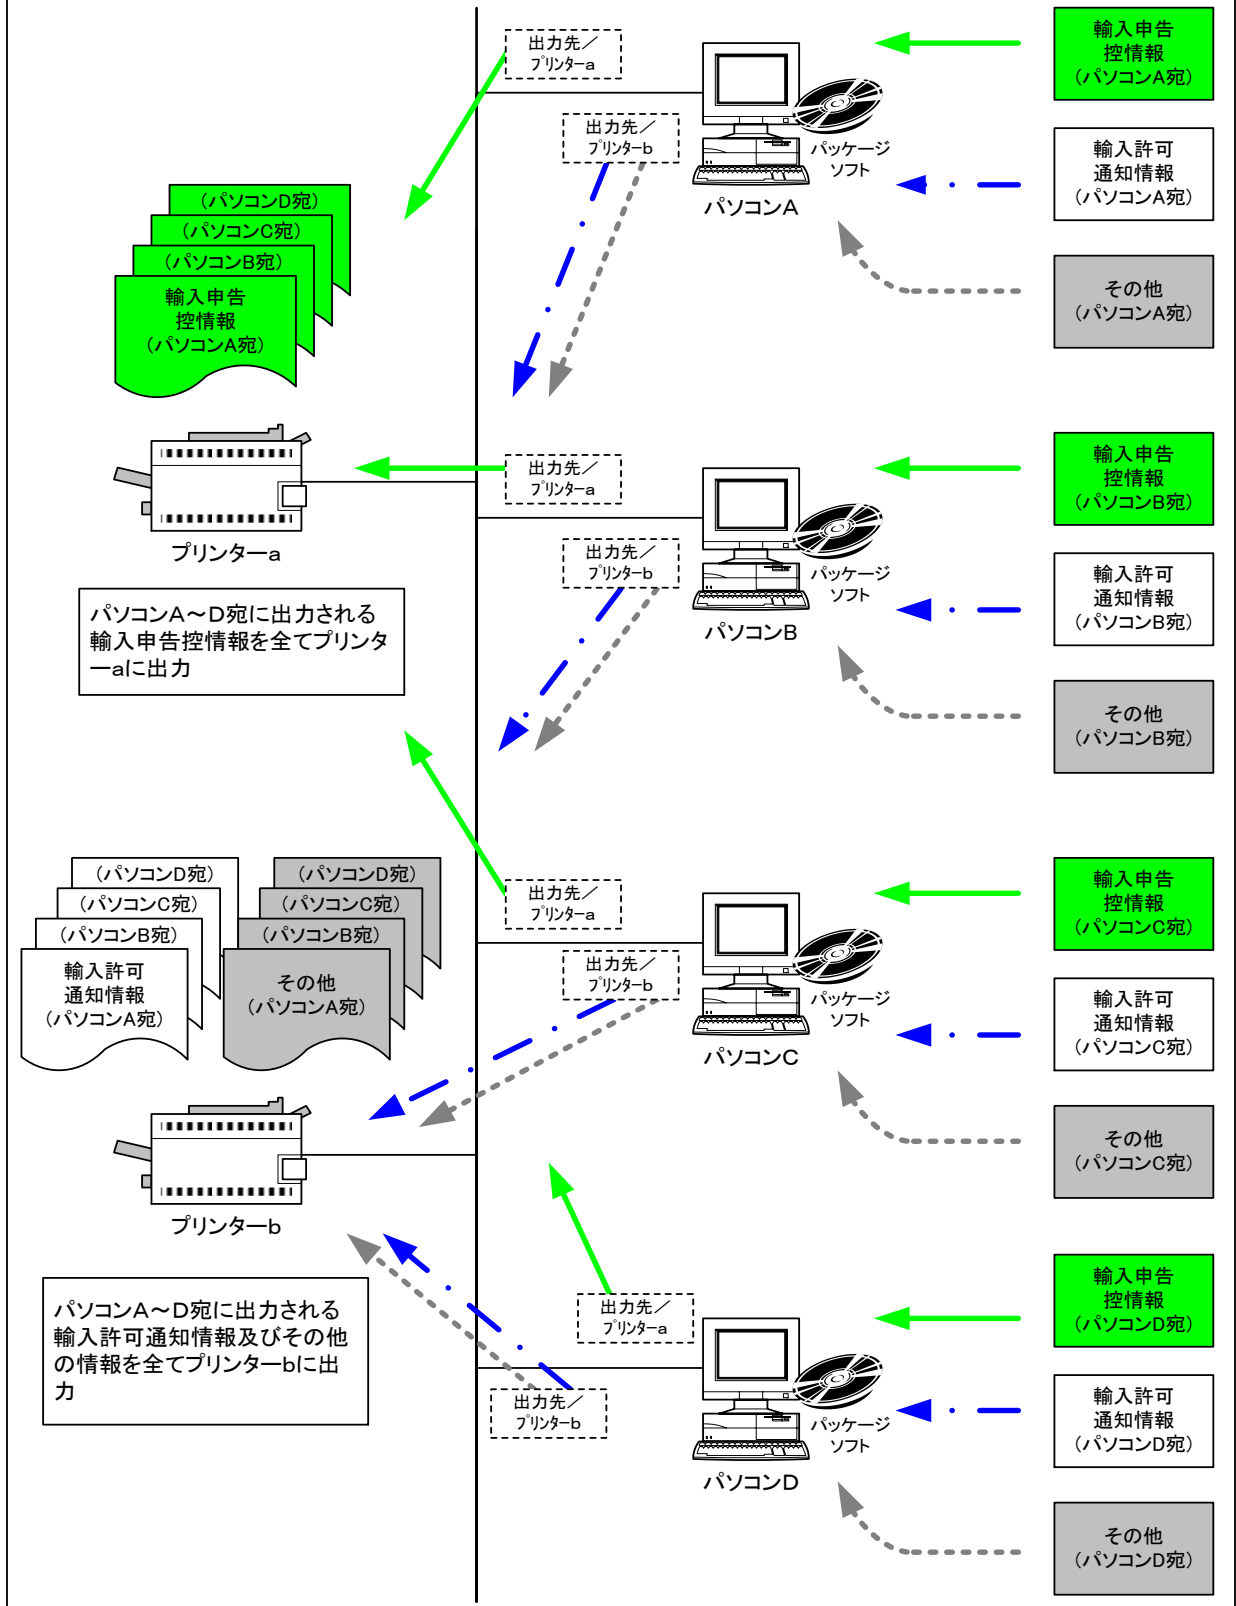 出力先／
プリンターa
輸入申告
控情報
（パソコンA宛）
出力先／
プリンターb
パッケージ
ソフト
パソコンA
輸入許可
通知情報
（パソコンA宛）
その他
（パソコンA宛）
（パソコンD宛）
（パソコンC宛）
（パソコンB宛）
輸入申告
控情報
（パソコンA宛）
プリンターa
パソコンA～D宛に出力される
輸入申告控情報を全てプリンタ
ーaに出力
出力先／
プリンターa
輸入申告
控情報
（パソコンB宛）
出力先／
プリンターb
パッケージ
ソフト
パソコンB
輸入許可
通知情報
（パソコンB宛）
その他
（パソコンB宛）
（パソコンD宛）
（パソコンC宛）
（パソコンB宛）
輸入許可
通知情報
（パソコンA宛）
（パソコンD宛）
（パソコンC宛）
（パソコンB宛）
その他
（パソコンA宛）
出力先／
プリンターa
輸入申告
控情報
（パソコンC宛）
出力先／
プリンターb
パッケージ
ソフト
パソコンC
輸入許可
通知情報
（パソコンC宛）
その他
（パソコンC宛）
プリンターb
パソコンA～D宛に出力される
輸入許可通知情報及びその他
の情報を全てプリンターbに出
力
出力先／
プリンターa
輸入申告
控情報
（パソコンD宛）
出力先／
プリンターb
パッケージ
ソフト
パソコンD
輸入許可
通知情報
（パソコンD宛）
その他
（パソコンD宛）